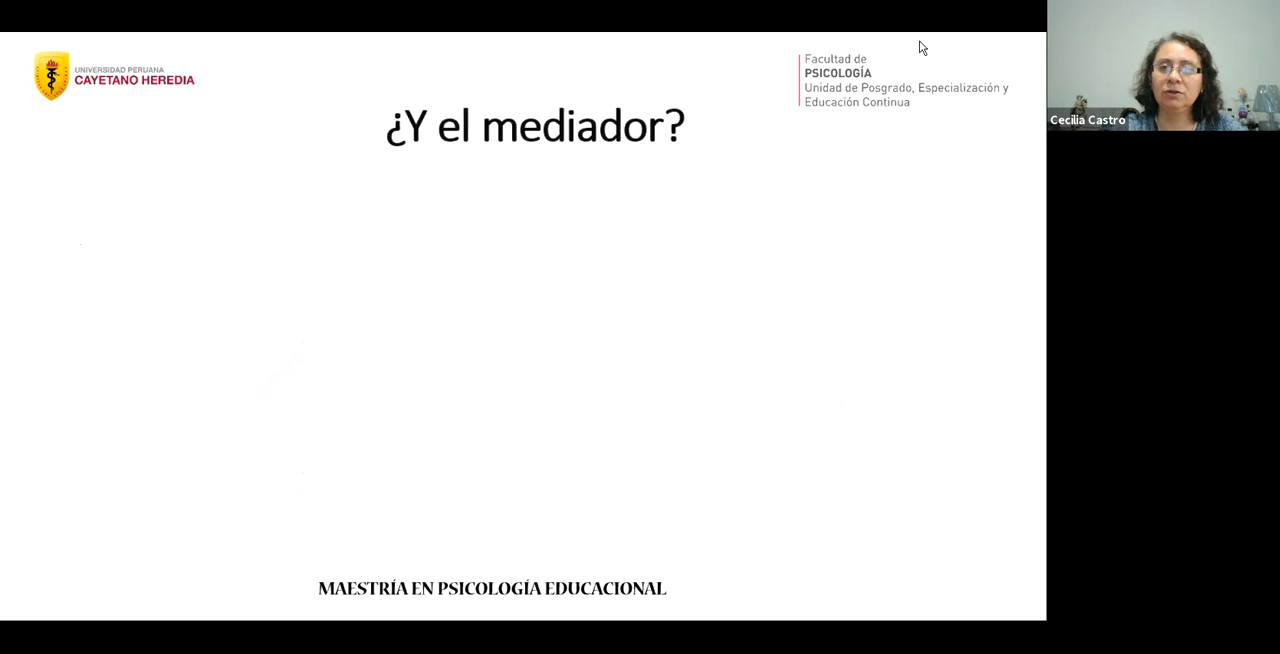 UNIVERSIDAD PERUANA
CAYETANO HEREDIA
Facultad de
PSICOLOGÍA
Unidad de Posgrado, Especialización y
Educación Continua
¿Y el mediador?
Cecilia Castro
MAESTRÍA EN PSICOLOGÍA EDUCACIONAL